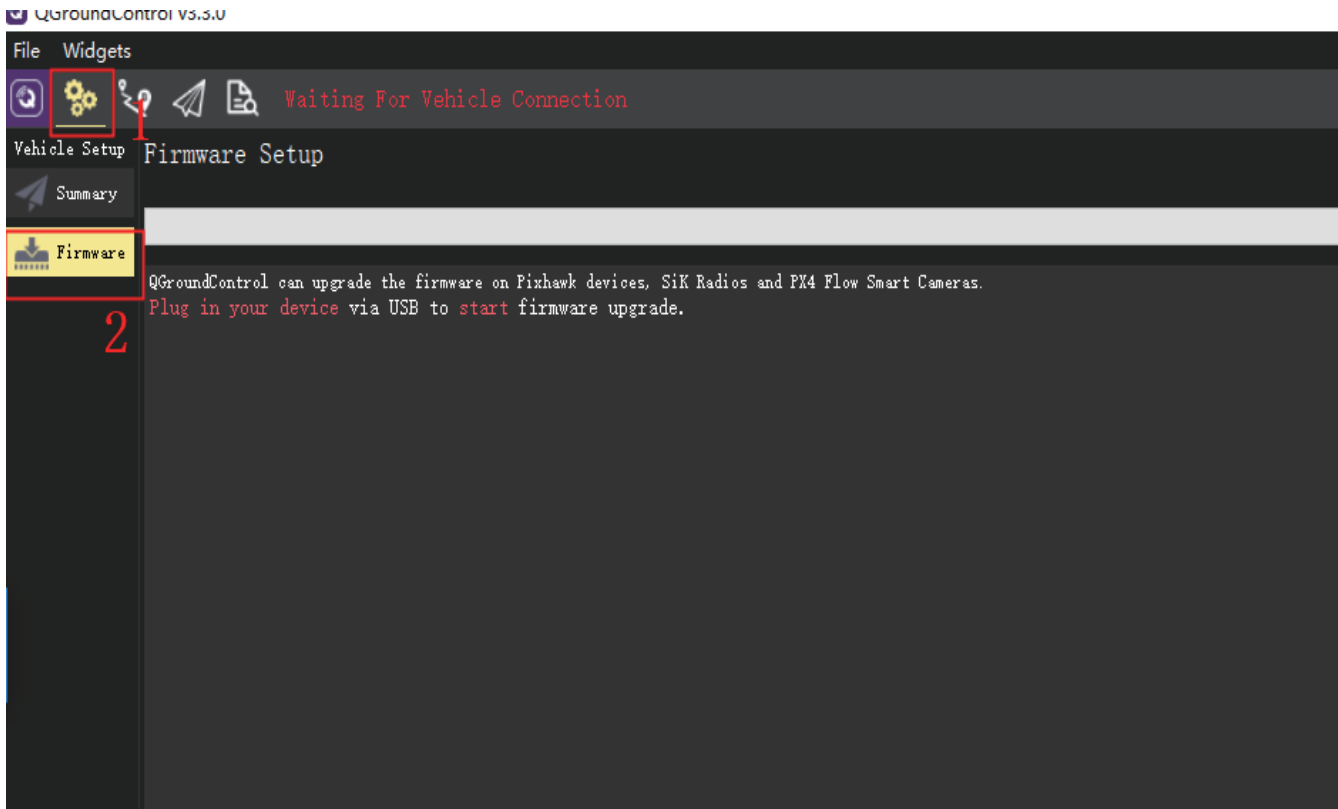 QGroundControl v3.3.0
File Widgets
1
Waiting For Vehicle Connection
Vehicle Setup
Firmware Setup
Summary
Firmware
2
QGroundControl can upgrade the firmware on Pixhawk devices, SiK Radios and PX4 Flow Smart Cameras.
Plug in your device via USB to start firmware upgrade.